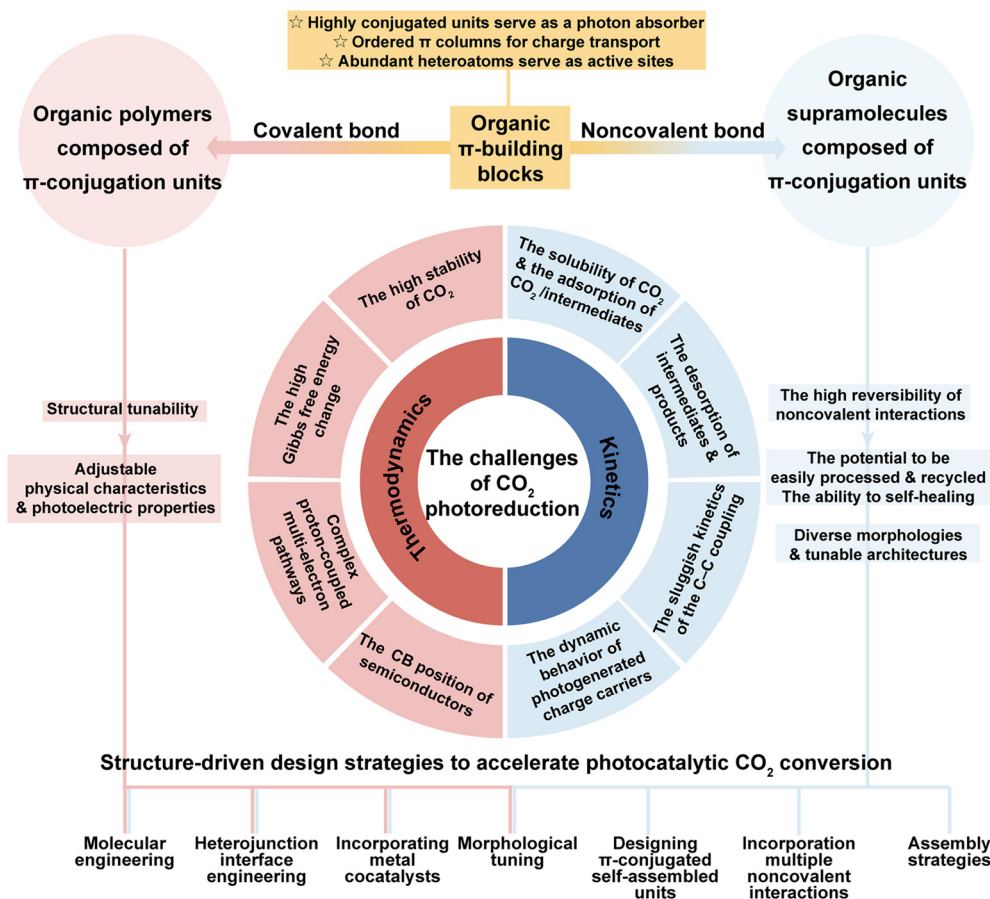 ☆ Highly conjugated units serve as a photon absorber
☆ Ordered π columns for charge transport
☆ Abundant heteroatoms serve as active sites
Organic polymers
composed of
π-conjugation units
Covalent bond
Organic
π-building
blocks
Noncovalent bond
Organic
supramolecules
composed of
π-conjugation units
The high stability
of CO₂
The solubility of CO₂
& the adsorption of
CO₂ /intermediates
The high
Gibbs free energy
change
The desorption of
intermediates &
products
Complex
proton-coupled
multi-electron
pathways
The sluggish kinetics
of the C–C coupling
The CB position of
semiconductors
The dynamic
behavior of
photogenerated
charge carriers
Thermodynamics
Kinetics
The challenges
of CO₂
photoreduction
Structural tunability
Adjustable
physical characteristics
& photoelectric properties
The high reversibility of
noncovalent interactions
The potential to be
easily processed & recycled
The ability to self-healing
Diverse morphologies
& tunable architectures
Structure-driven design strategies to accelerate photocatalytic CO₂ conversion
Molecular
engineering
Heterojunction
interface
engineering
Incorporating
metal
cocatalysts
Morphological
tuning
Designing
π-conjugated
self-assembled
units
Incorporation
multiple
noncovalent
interactions
Assembly
strategies